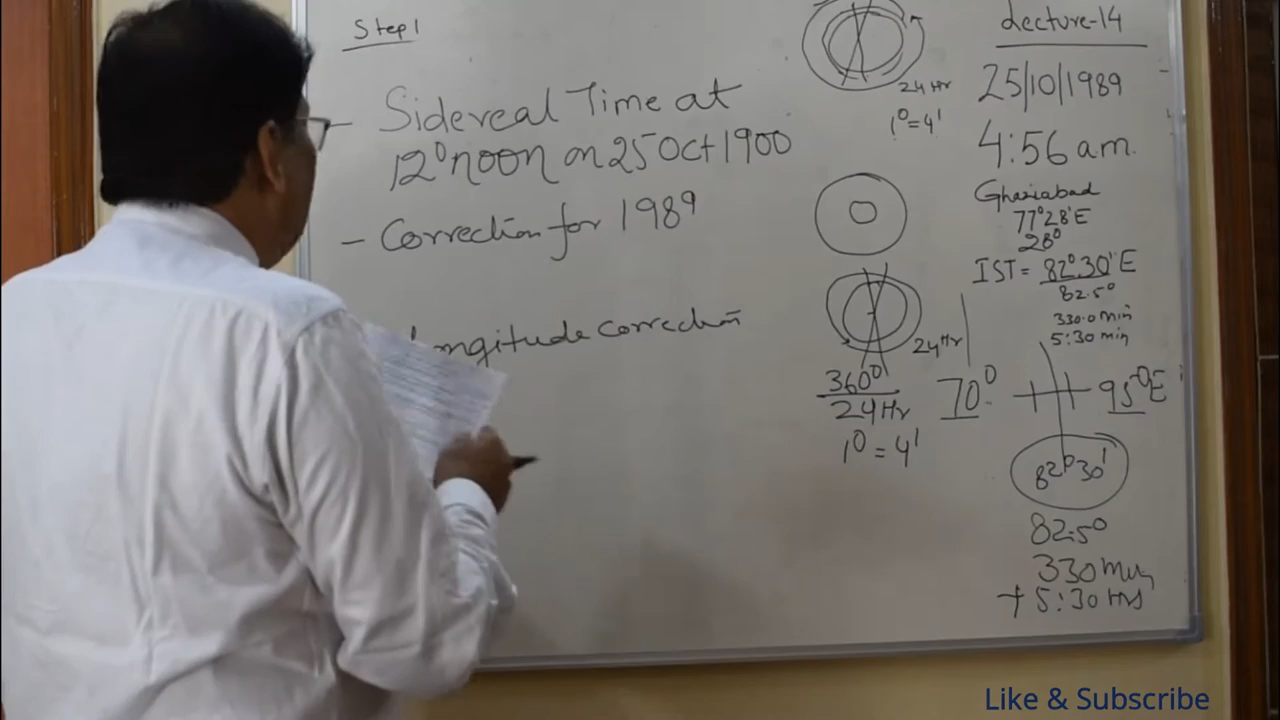 Step 1
- Sidereal Time at
12⁰ noon on 25 Oct 1900
- Correction for 1989
ongitude correction
24 Hr
1⁰=4'
24 Hr
360⁰
24 Hr
1⁰ = 4'
Lecture-14
25/10/1989
4:56 am.
Ghaziabad
77⁰28'E
28⁰
IST = 82⁰30'E
82.5⁰
330.0 min
5:30 min
70⁰
95⁰E
82⁰30'
82.5⁰
330 min
+ 5:30 Hrs
Like & Subscribe